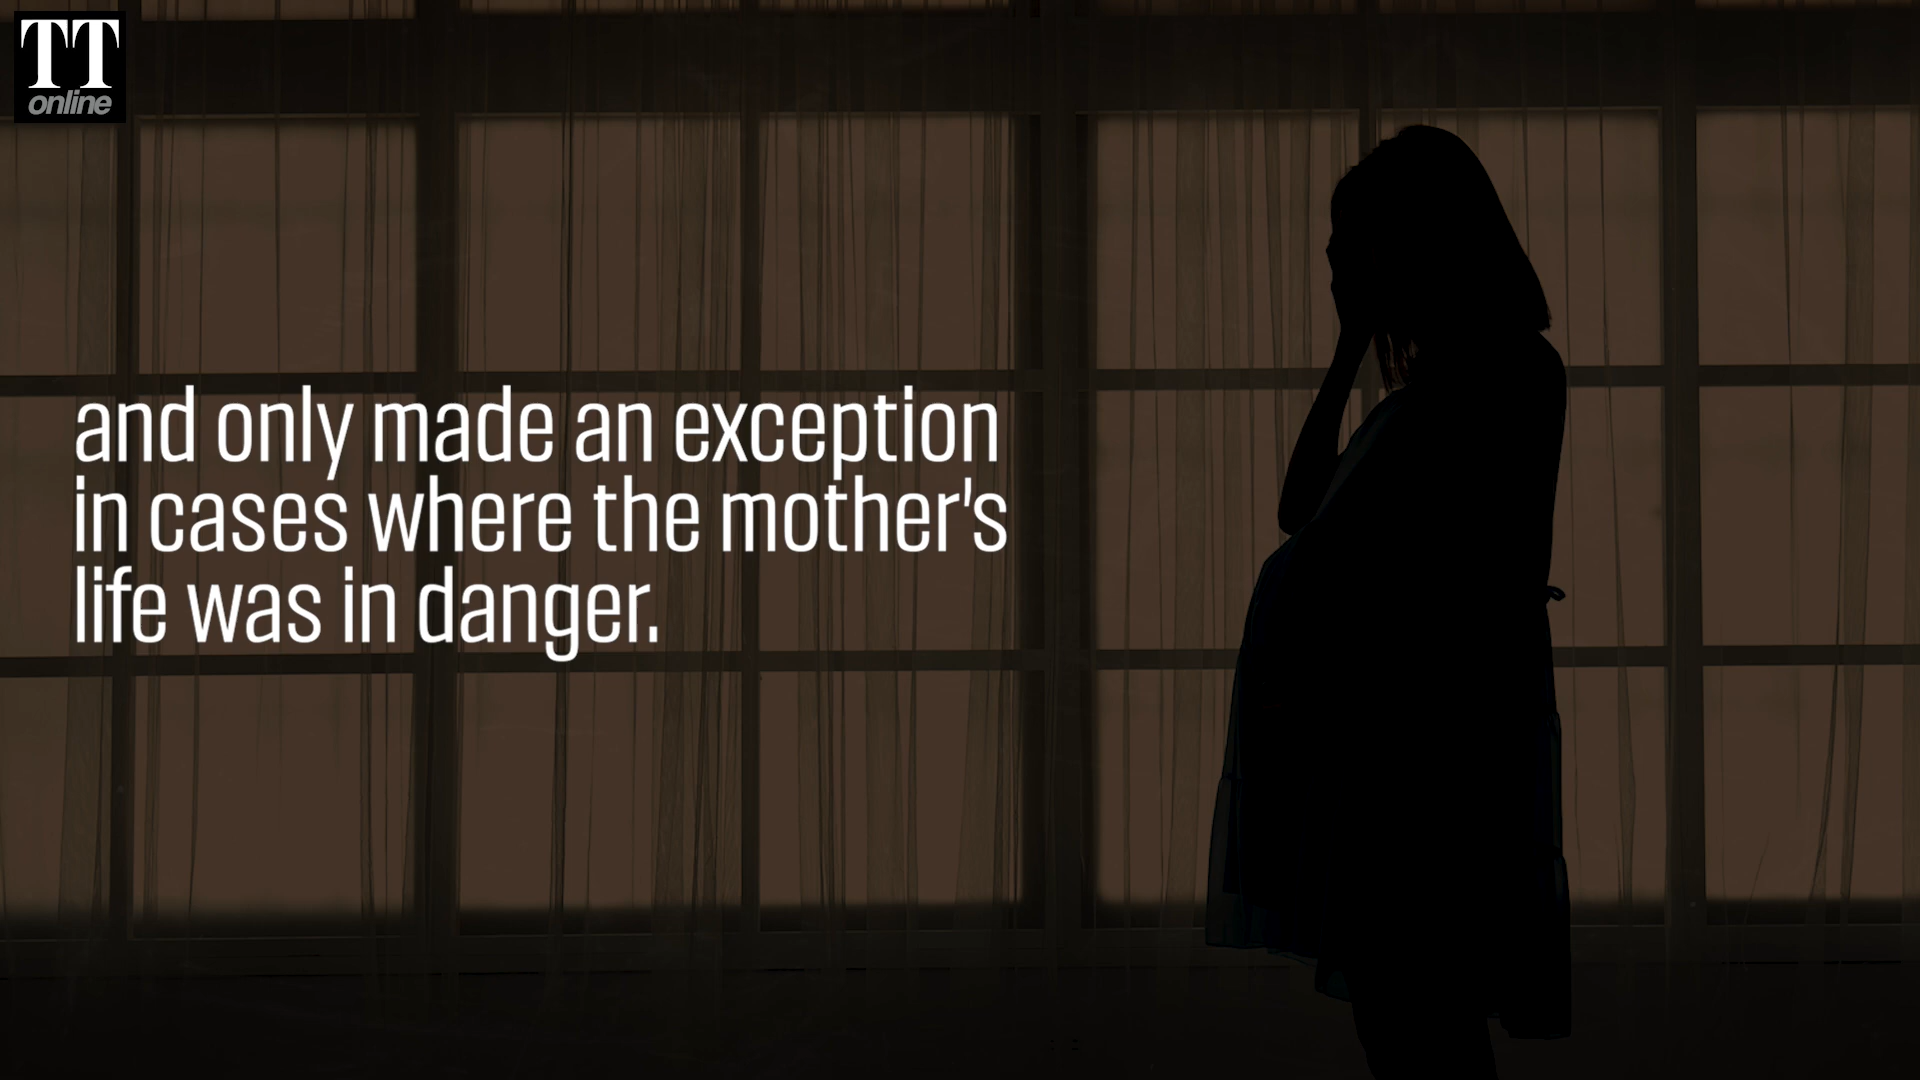 TT
online
and only made an exception
in cases where the mother's
life was in danger.